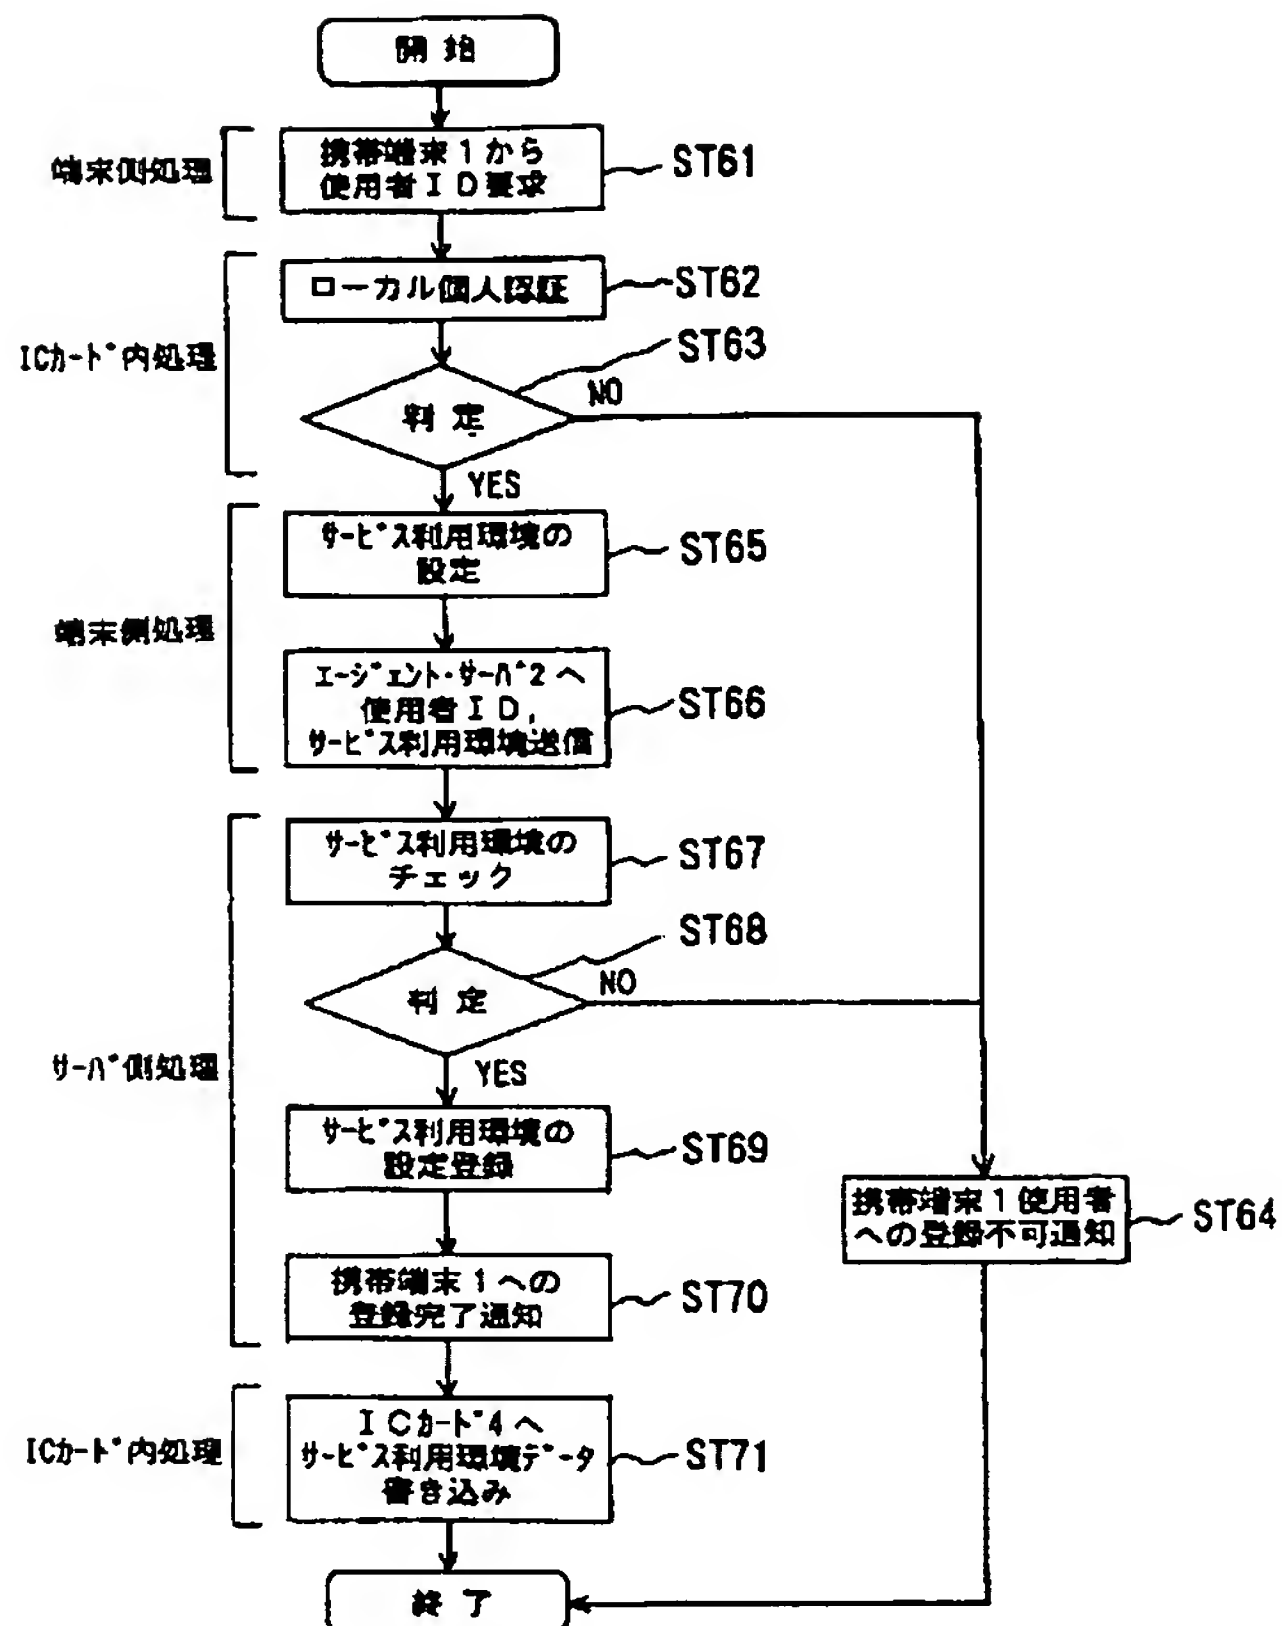 開 始
端末側処理
携帯端末1から
使用者ID要求
ST61
ICカード内処理
ローカル個人認証
ST62
ST63
判 定
NO
YES
端末側処理
サービス利用環境の
設定
ST65
エージェント・サーバ2へ
使用者ID,
サービス利用環境送信
ST66
サーバ側処理
サービス利用環境の
チェック
ST67
ST68
判 定
NO
YES
サービス利用環境の
設定登録
ST69
携帯端末1使用者
への登録不可通知
ST64
携帯端末1への
登録完了通知
ST70
ICカード内処理
ICカード4へ
サービス利用環境データ
書き込み
ST71
終 了